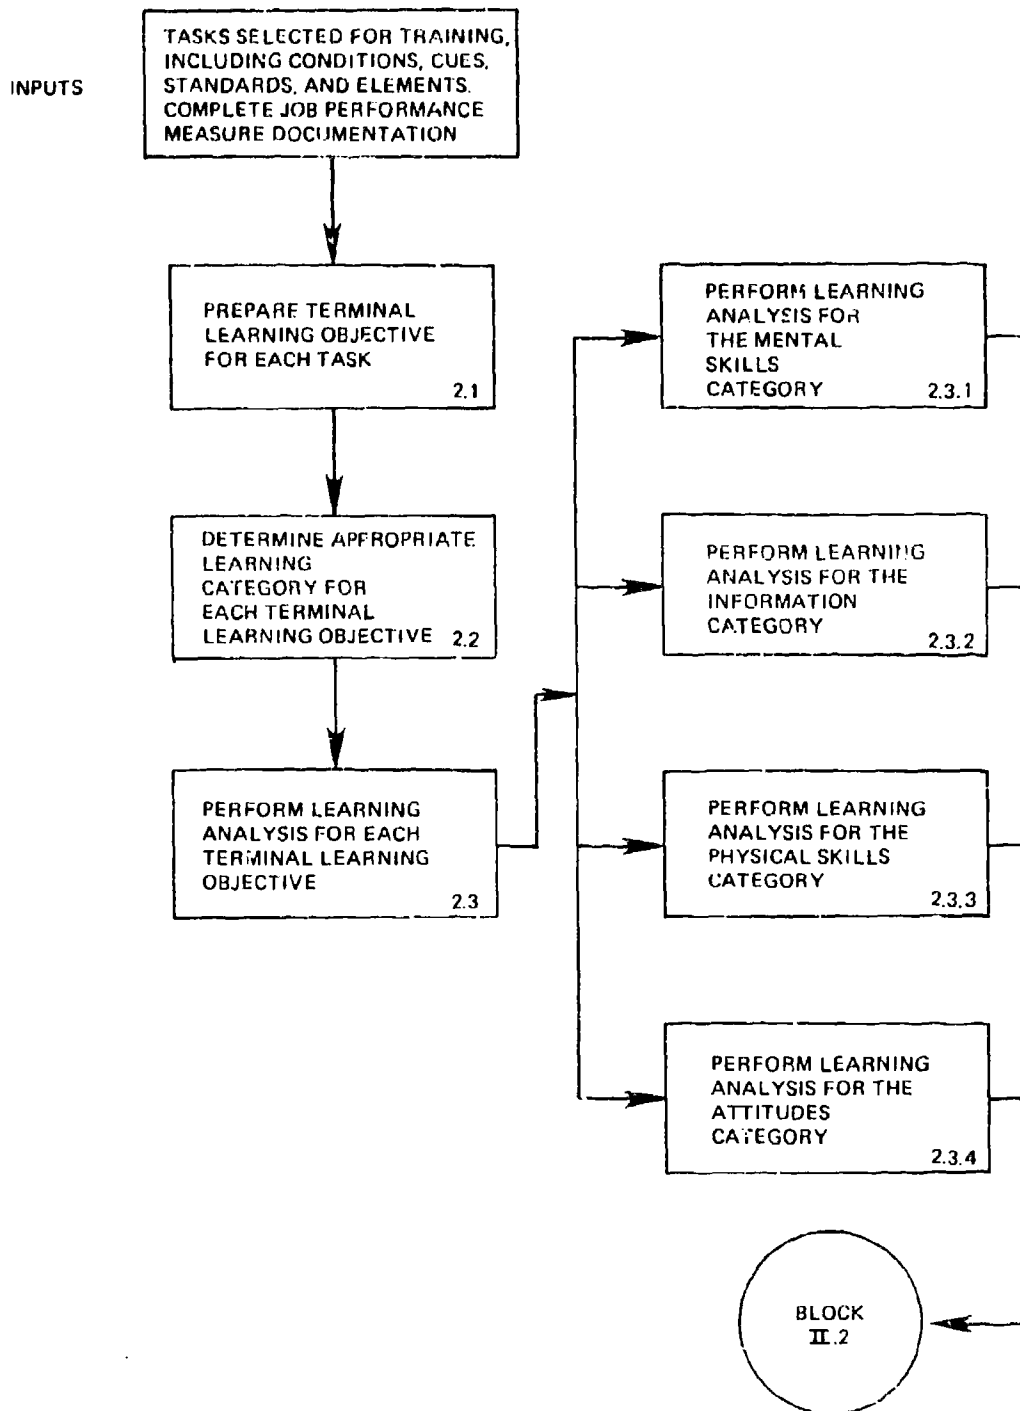 INPUTS
TASKS SELECTED FOR TRAINING,
INCLUDING CONDITIONS, CUES,
STANDARDS, AND ELEMENTS.
COMPLETE JOB PERFORMANCE
MEASURE DOCUMENTATION
PREPARE TERMINAL
LEARNING OBJECTIVE
FOR EACH TASK
2.1
DETERMINE APPROPRIATE
LEARNING
CATEGORY FOR
EACH TERMINAL
LEARNING OBJECTIVE 2.2
PERFORM LEARNING
ANALYSIS FOR EACH
TERMINAL LEARNING
OBJECTIVE
2.3
PERFORM LEARNING
ANALYSIS FOR
THE MENTAL
SKILLS
CATEGORY 2.3.1
PERFORM LEARNING
ANALYSIS FOR THE
INFORMATION
CATEGORY
2.3.2
PERFORM LEARNING
ANALYSIS FOR THE
PHYSICAL SKILLS
CATEGORY
2.3.3
PERFORM LEARNING
ANALYSIS FOR THE
ATTITUDES
CATEGORY
2.3.4
BLOCK
II.2